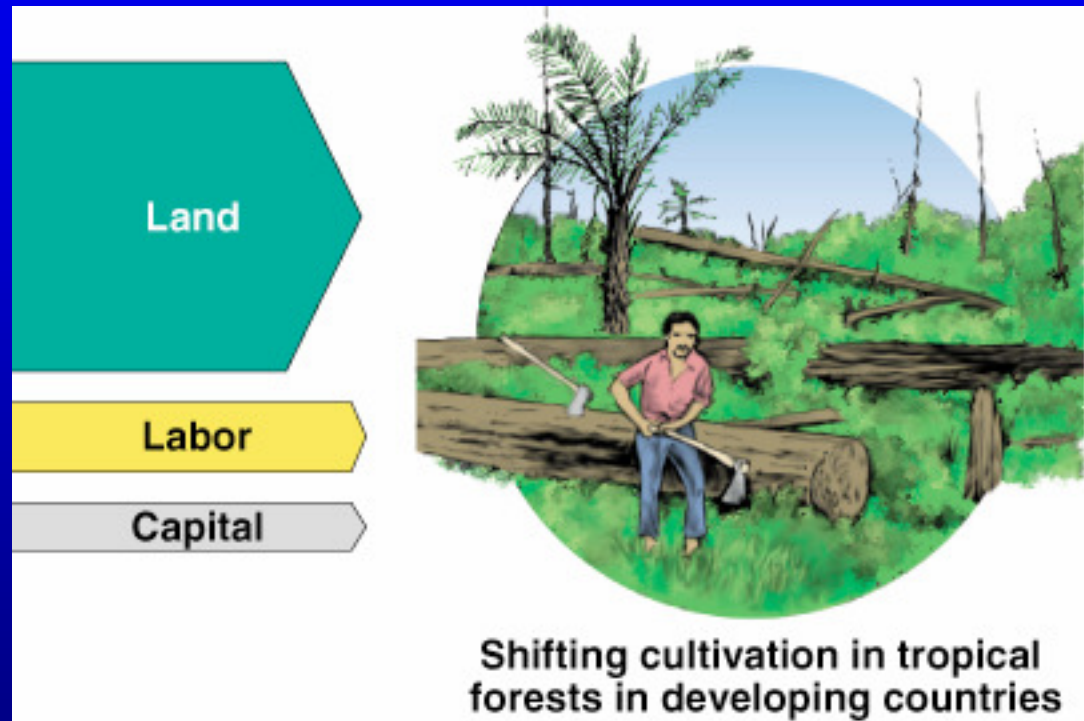 Land
Labor
Capital
Shifting cultivation in tropical
forests in developing countries